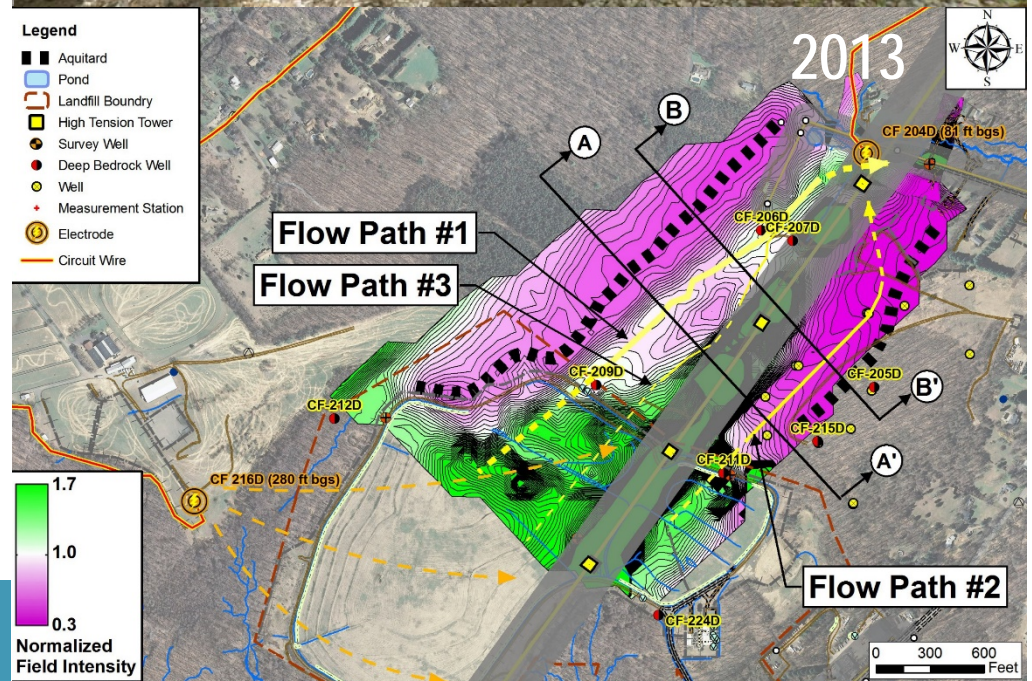 Legend
Aquitard
Pond
Landfill Boundry
High Tension Tower
Survey Well
Deep Bedrock Well
Well
Measurement Station
Electrode
Circuit Wire
2013
N
W
E
S
CF 204D (81 ft bgs)
B
A
CF-206D
CF-207D
Flow Path #1
Flow Path #3
CF-209D
CF-205D
B'
CF-212D
CF-215D
A'
CF-211D
CF 216D (280 ft bgs)
1.7
1.0
0.3
Normalized
Field Intensity
Flow Path #2
CF-224D
0 300 600
Feet